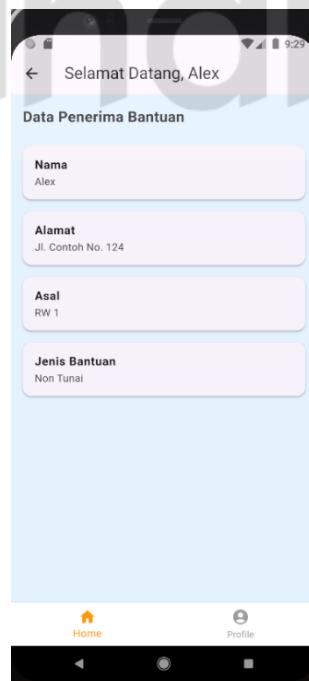 9:29
Selamat Datang, Alex
Data Penerima Bantuan
Nama
Alex
Alamat
Jl. Contoh No. 124
Asal
RW 1
Jenis Bantuan
Non Tunai
Home
Profile